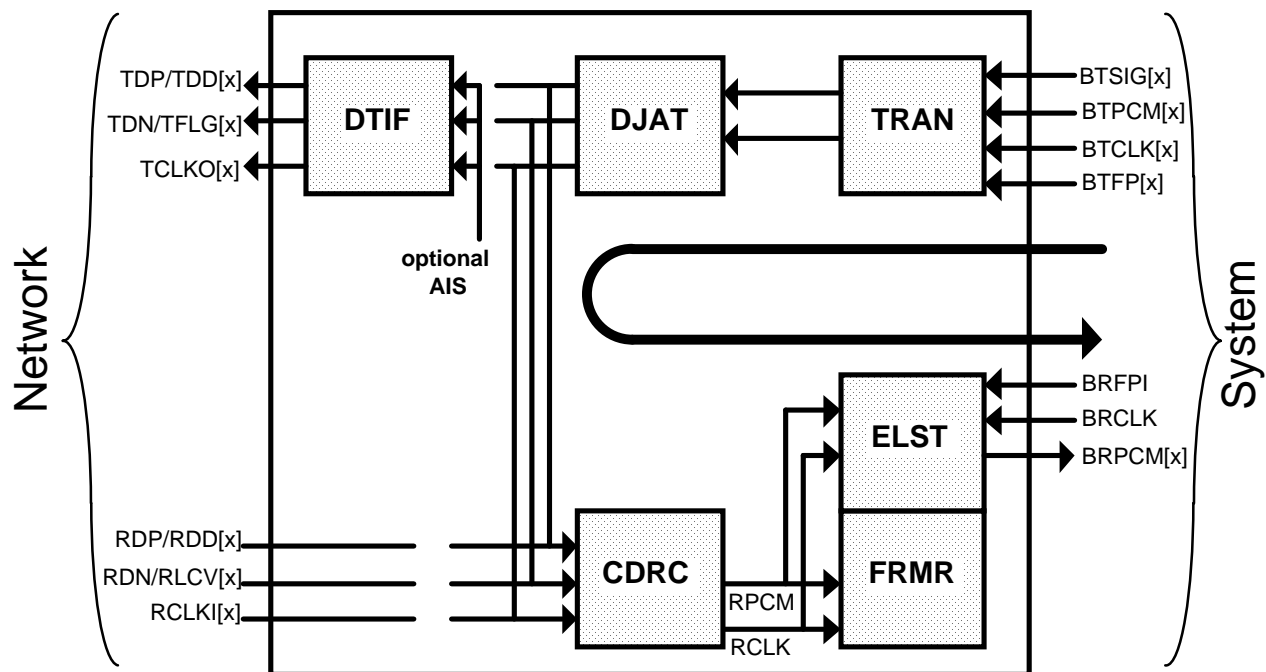 Network
System
TDP/TDD[x]
TDN/TFLG[x]
TCLKO[x]
DTIF
DJAT
TRAN
BTSIG[x]
BTPCM[x]
BTCLK[x]
BTFP[x]
optional
AIS
BRFPI
BRCLK
BRPCM[x]
ELST
RDP/RDD[x]
RDN/RLCV[x]
RCLKI[x]
CDRC
RPCM
RCLK
FRMR